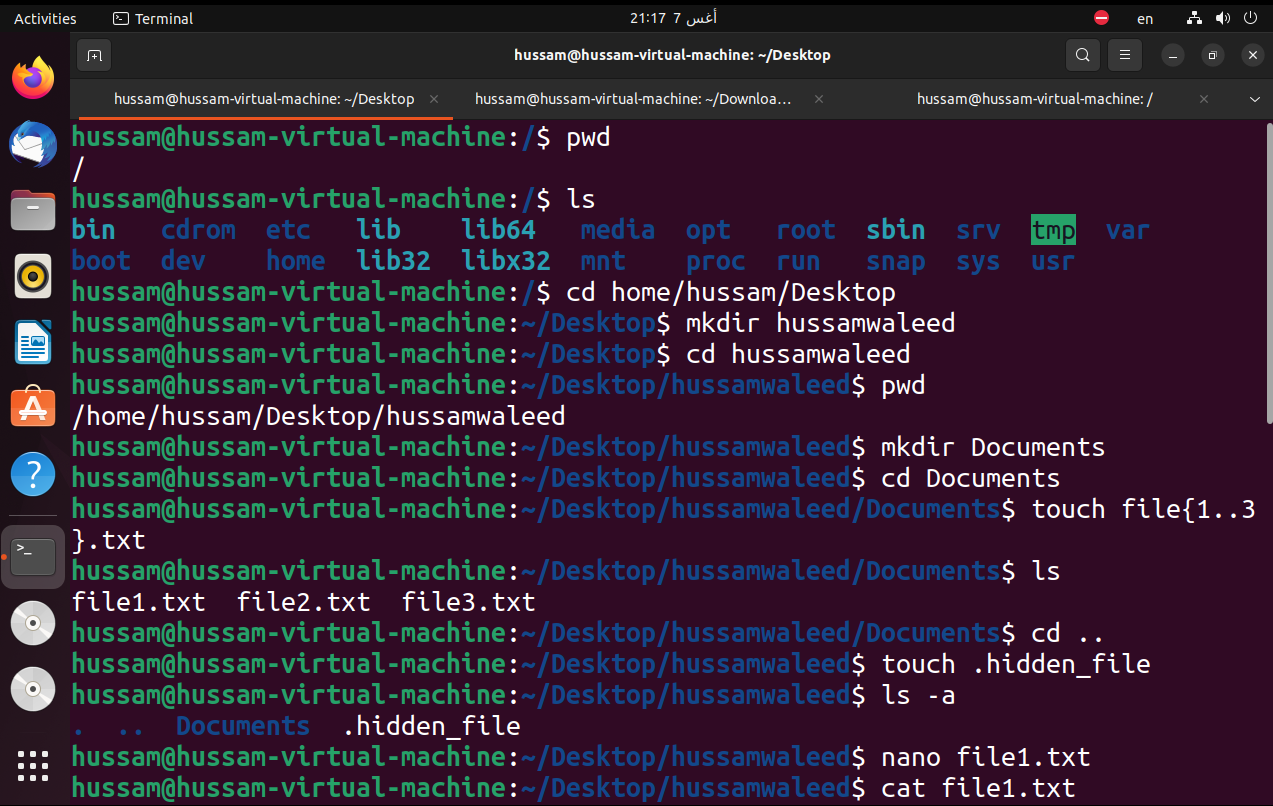 Activities Terminal 21:17 7 أغس en
hussam@hussam-virtual-machine: ~/Desktop
hussam@hussam-virtual-machine: ~/Desktop hussam@hussam-virtual-machine: ~/Downloa... hussam@hussam-virtual-machine: /
hussam@hussam-virtual-machine:/$ pwd
/
hussam@hussam-virtual-machine:/$ ls
bin cdrom etc lib lib64 media opt root sbin srv tmp var
boot dev home lib32 libx32 mnt proc run snap sys usr
hussam@hussam-virtual-machine:/$ cd home/hussam/Desktop
hussam@hussam-virtual-machine:~/Desktop$ mkdir hussamwaleed
hussam@hussam-virtual-machine:~/Desktop$ cd hussamwaleed
hussam@hussam-virtual-machine:~/Desktop/hussamwaleed$ pwd
/home/hussam/Desktop/hussamwaleed
hussam@hussam-virtual-machine:~/Desktop/hussamwaleed$ mkdir Documents
hussam@hussam-virtual-machine:~/Desktop/hussamwaleed$ cd Documents
hussam@hussam-virtual-machine:~/Desktop/hussamwaleed/Documents$ touch file{1..3
}.txt
hussam@hussam-virtual-machine:~/Desktop/hussamwaleed/Documents$ ls
file1.txt file2.txt file3.txt
hussam@hussam-virtual-machine:~/Desktop/hussamwaleed/Documents$ cd ..
hussam@hussam-virtual-machine:~/Desktop/hussamwaleed$ touch .hidden_file
hussam@hussam-virtual-machine:~/Desktop/hussamwaleed$ ls -a
. .. Documents .hidden_file
hussam@hussam-virtual-machine:~/Desktop/hussamwaleed$ nano file1.txt
hussam@hussam-virtual-machine:~/Desktop/hussamwaleed$ cat file1.txt